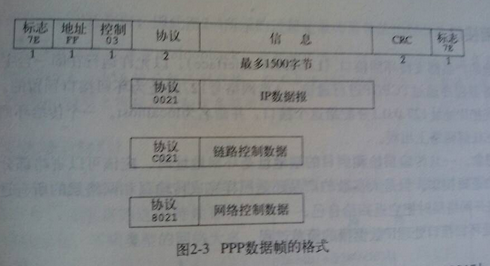 标志 地址 控制 协议 信 息 CRC 标志
7E FF 03 7E
1 1 1 2 最多1500字节 2 1
协议 IP数据报
0021
协议 链路控制数据
C021
协议 网络控制数据
8021
图2-3 PPP数据帧的格式